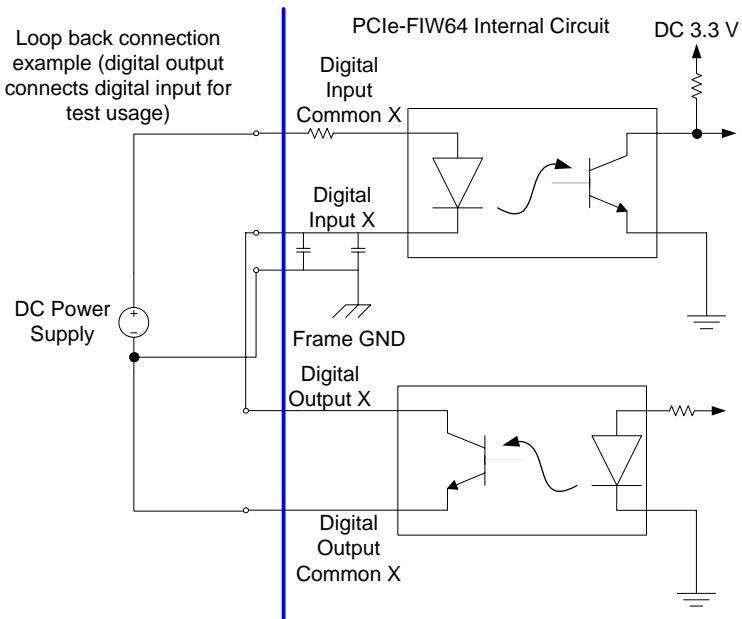 Loop back connection
example (digital output
connects digital input for
test usage)
PCIe-FIW64 Internal Circuit
DC 3.3 V
Digital
Input
Common X
Digital
Input X
DC Power
Supply
+
−
Frame GND
Digital
Output X
Digital
Output
Common X